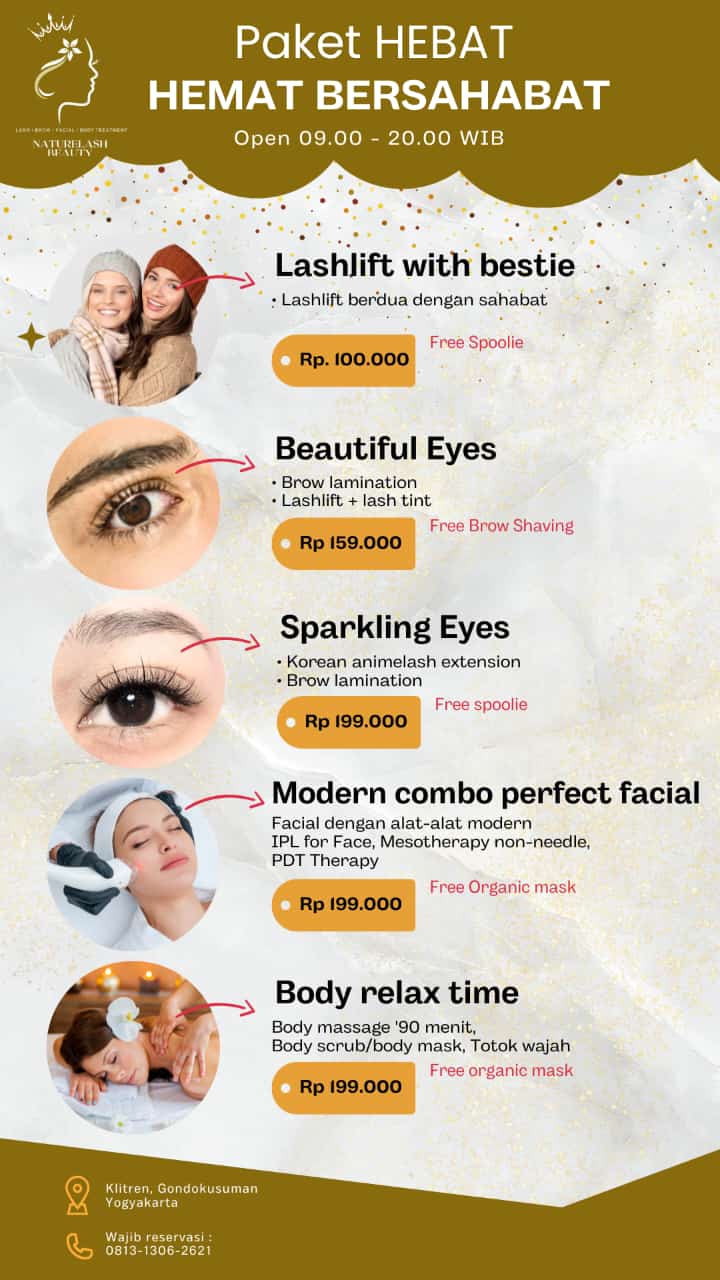 Paket HEBAT
HEMAT BERSAHABAT
Open 09.00 - 20.00 WIB
LASH • BROW • FACIAL • BODY TREATMENT
NATURELASH
BEAUTY
Lashlift with bestie
• Lashlift berdua dengan sahabat
Rp. 100.000
Free Spoolie
Beautiful Eyes
• Brow lamination
• Lashlift + lash tint
Rp 159.000
Free Brow Shaving
Sparkling Eyes
• Korean animelash extension
• Brow lamination
Rp 199.000
Free spoolie
Modern combo perfect facial
Facial dengan alat-alat modern
IPL for Face, Mesotherapy non-needle,
PDT Therapy
Rp 199.000
Free Organic mask
Body relax time
Body massage '90 menit,
Body scrub/body mask, Totok wajah
Rp 199.000
Free organic mask
Klitren, Gondokusuman
Yogyakarta
Wajib reservasi :
0813-1306-2621